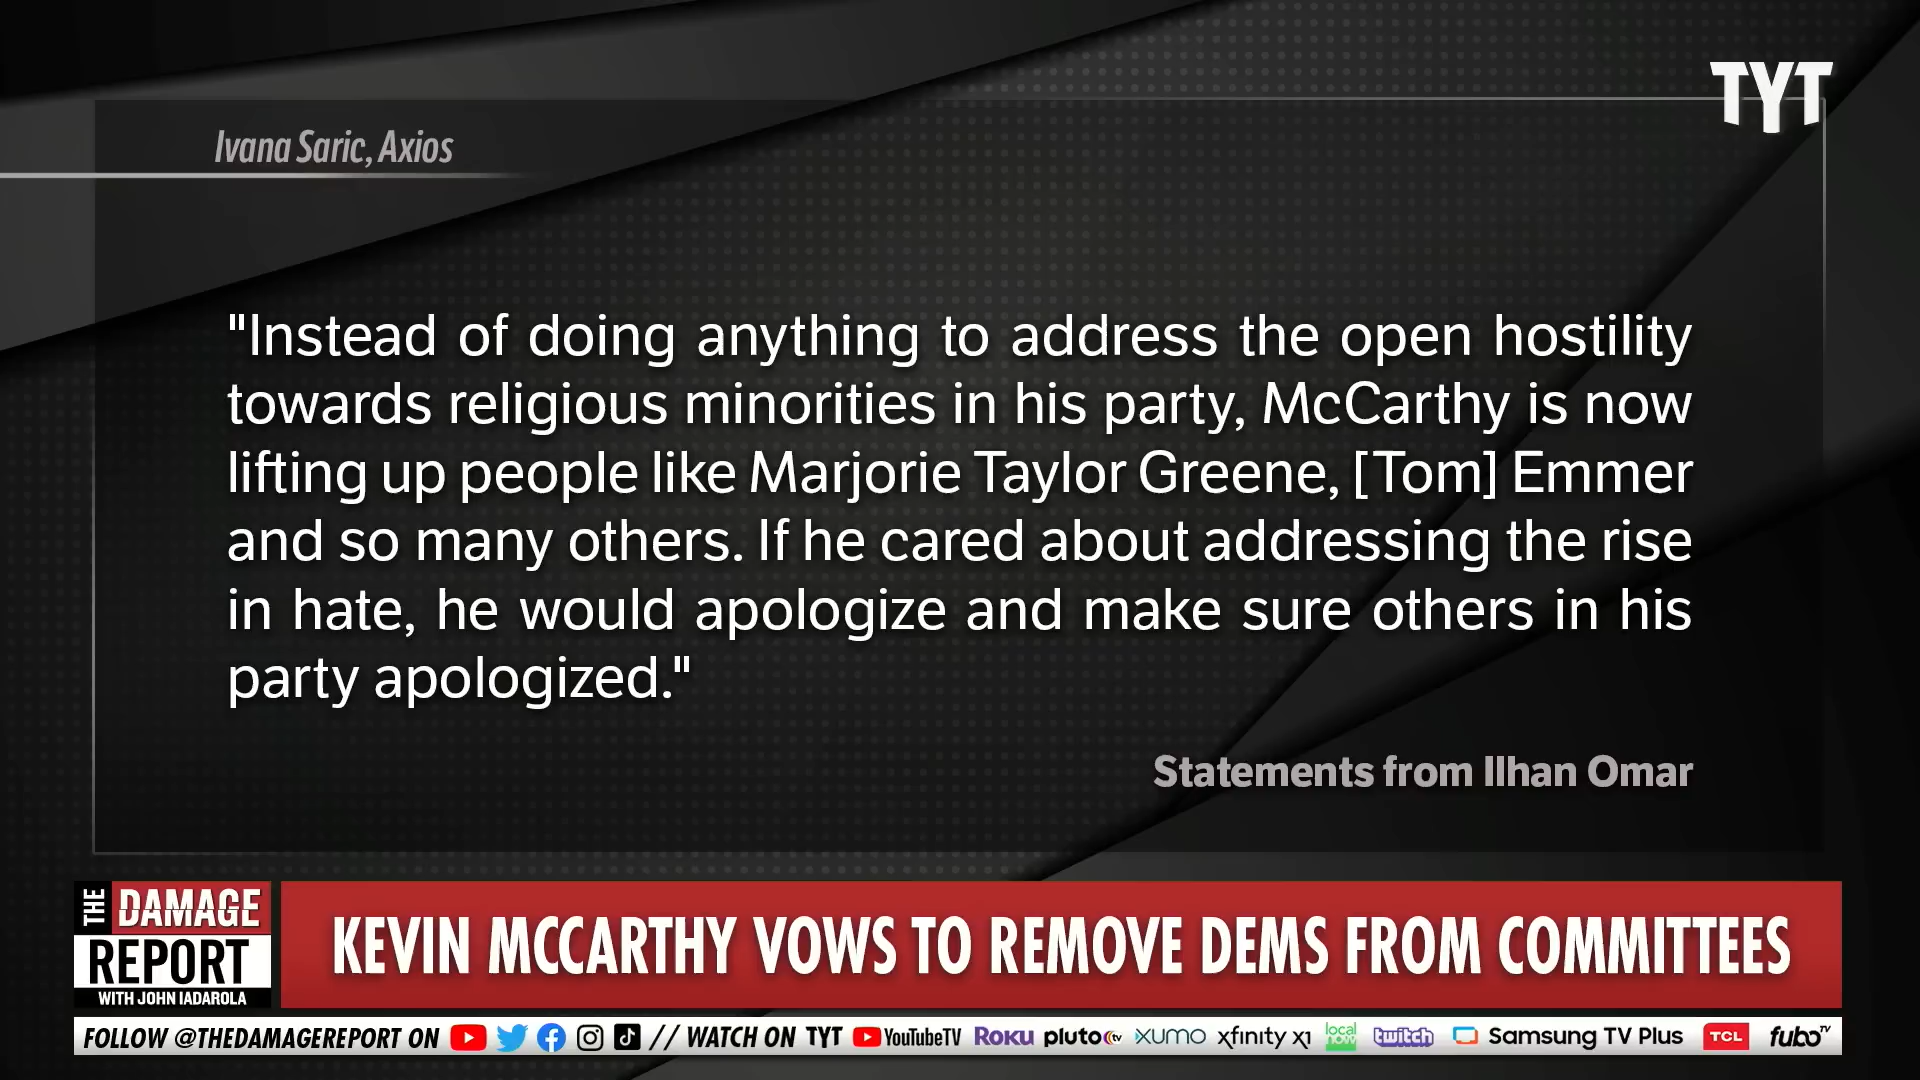 TYT
Ivana Saric, Axios
"Instead of doing anything to address the open hostility
towards religious minorities in his party, McCarthy is now
lifting up people like Marjorie Taylor Greene, [Tom] Emmer
and so many others. If he cared about addressing the rise
in hate, he would apologize and make sure others in his
party apologized."
Statements from Ilhan Omar
THE DAMAGE
REPORT
WITH JOHN IADAROLA
KEVIN MCCARTHY VOWS TO REMOVE DEMS FROM COMMITTEES
FOLLOW @THEDAMAGEREPORT ON // WATCH ON TYT YouTubeTV ROKU pluto tv XUMO xfinity x1 local now twitch Samsung TV Plus TCL fubo TV